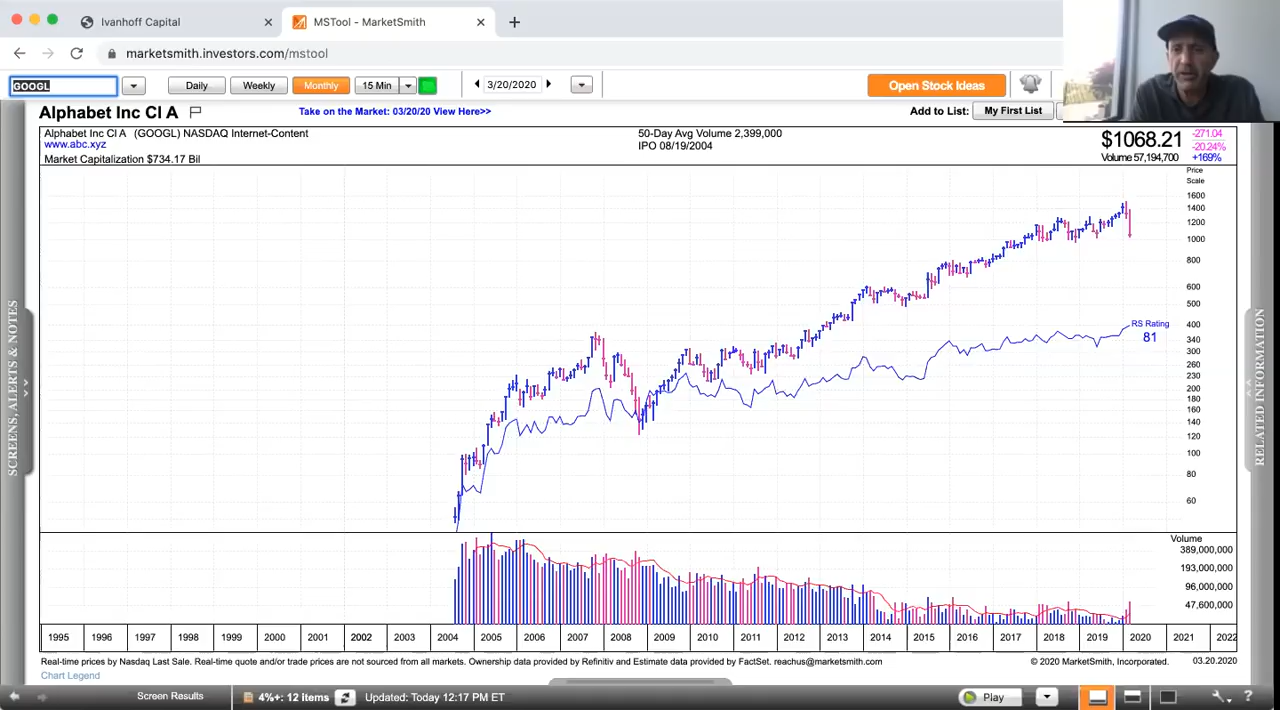 Ivanhoff Capital
MSTool - MarketSmith
marketsmith.investors.com/mstool
GOOGL
Daily
Weekly
Monthly
15 Min
3/20/2020
Open Stock Ideas
Alphabet Inc Cl A
Take on the Market: 03/20/20 View Here>>
Add to List:
My First List
Alphabet Inc Cl A (GOOGL) NASDAQ Internet-Content
www.abc.xyz
Market Capitalization $734.17 Bil
50-Day Avg Volume 2,399,000
IPO 08/19/2004
$1068.21
-271.04
-20.24%
Volume 57,194,700
+169%
Price
Scale
1600
1400
1200
1000
800
600
500
400
340
300
260
230
200
180
160
140
120
100
80
60
RS Rating
81
Volume
389,000,000
193,000,000
96,000,000
47,600,000
1995 1996 1997 1998 1999 2000 2001 2002 2003 2004 2005 2006 2007 2008 2009 2010 2011 2012 2013 2014 2015 2016 2017 2018 2019 2020 2021 2022
SCREENS, ALERTS & NOTES
RELATED INFORMATION
Real-time prices by Nasdaq Last Sale. Real-time quote and/or trade prices are not sourced from all markets. Ownership data provided by Refinitiv and Estimate data provided by FactSet. reachus@marketsmith.com
© 2020 MarketSmith, Incorporated.
03.20.2020
Chart Legend
Screen Results
4%+: 12 items
Updated: Today 12:17 PM ET
Play
?